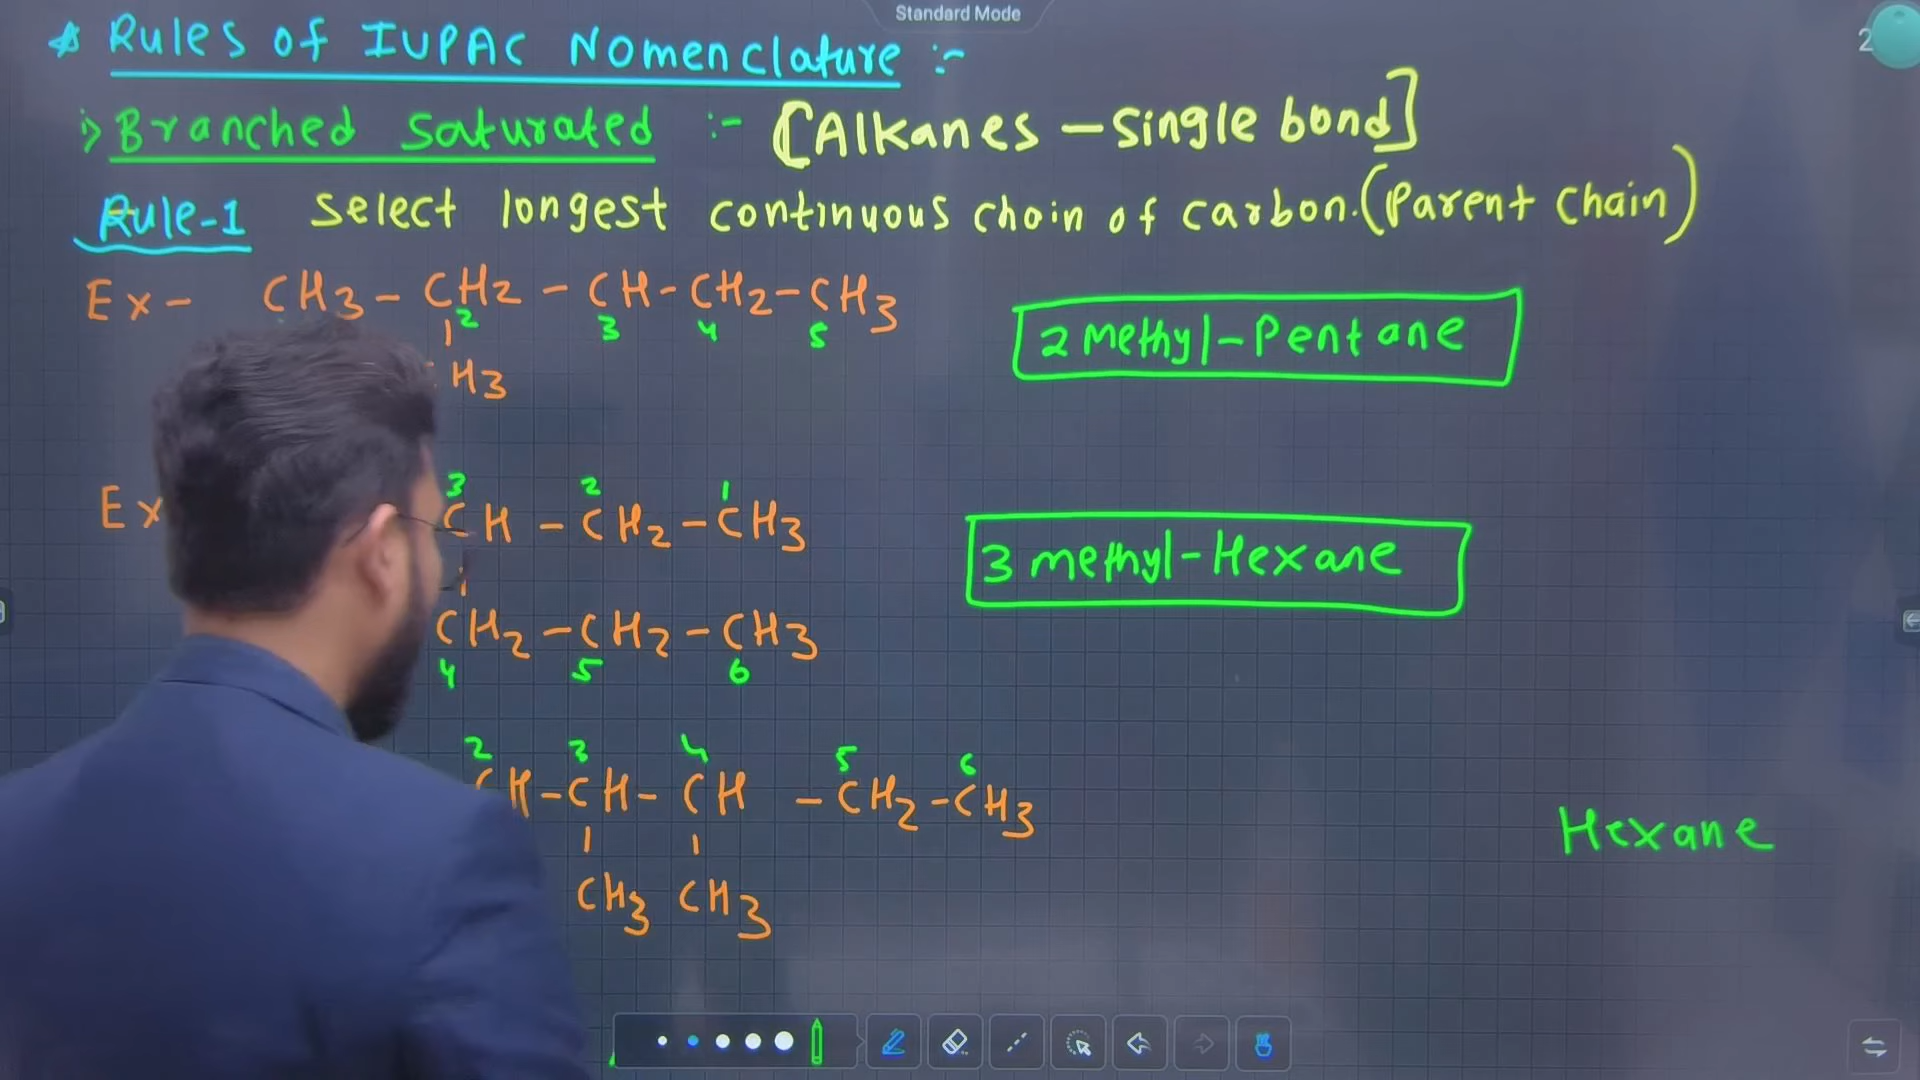 Standard Mode
2
Rules of IUPAC Nomenclature :-
i> Branched Saturated :- [Alkanes - Single bond]
Rule-1 Select longest continuous chain of carbon. (Parent Chain)
Ex- CH3 - CH2 - CH - CH2 - CH3
2 3 4 5
H3
2 Methyl-Pentane
3 2 1
Ex CH - CH2 - CH3
3 methyl-Hexane
CH2 - CH2 - CH3
4 5 6
2 3 4 5 6
CH - CH - CH - CH2 - CH3
Hexane
CH3 CH3